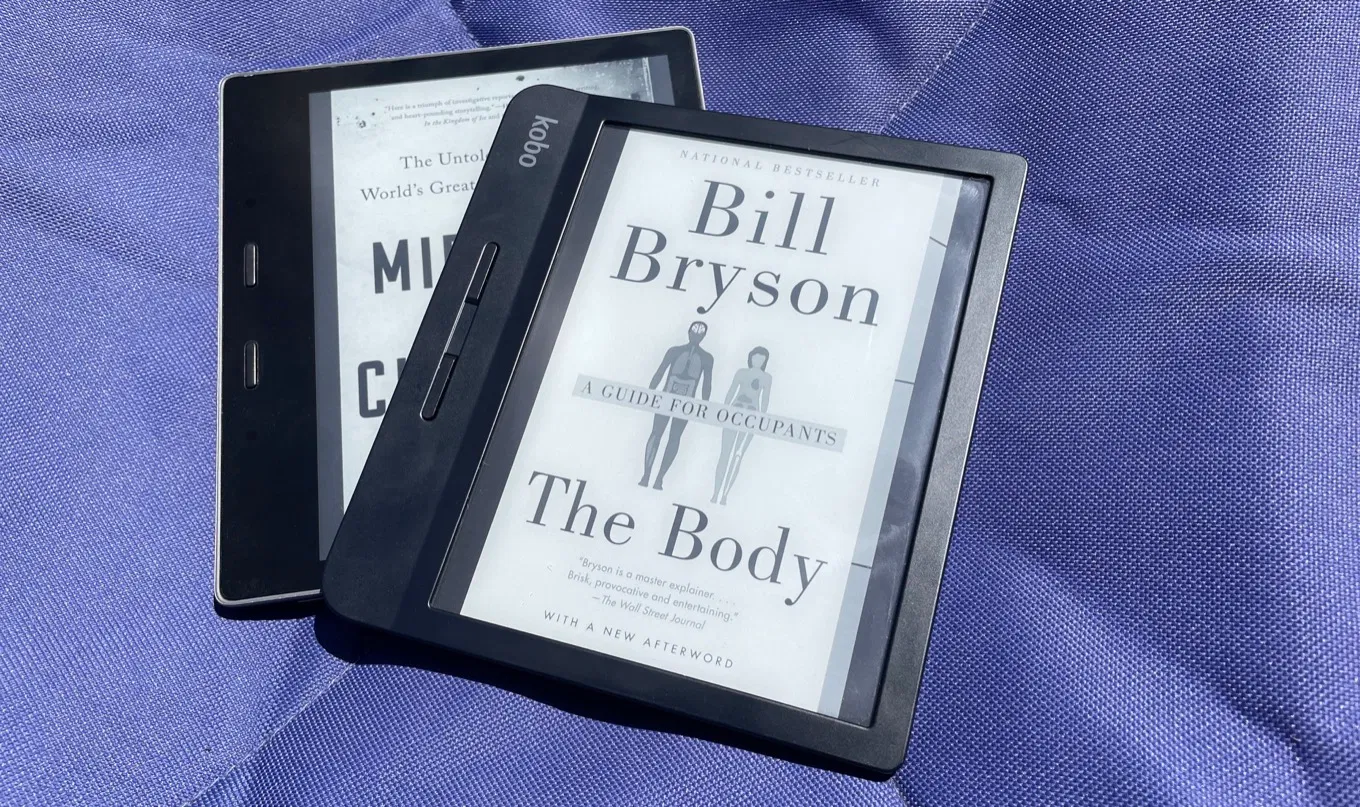 "Here is a triumph of investigative
and heart-pounding storytelling."
In the Kingdom of Ice
The Untol
World's Great
MI
C
kobo
NATIONAL BESTSELLER
Bill
Bryson
A GUIDE FOR OCCUPANTS
The Body
"Bryson is a master explainer. . . .
Brisk, provocative and entertaining."
—The Wall Street Journal
WITH A NEW AFTERWORD